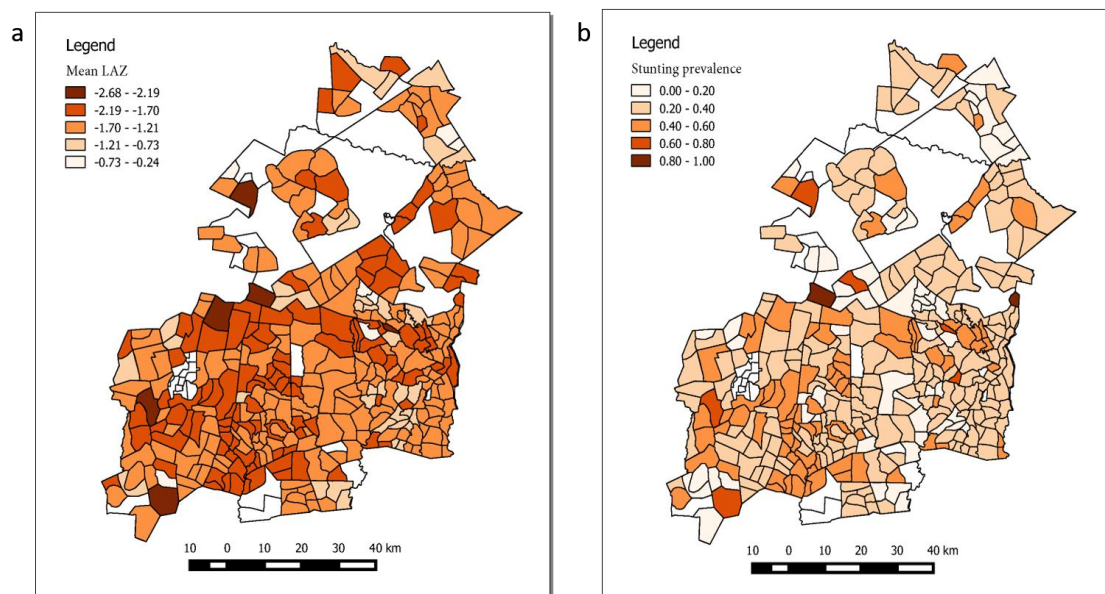 a
Legend
Mean LAZ
-2.68 - -2.19
-2.19 - -1.70
-1.70 - -1.21
-1.21 - -0.73
-0.73 - -0.24
10 0 10 20 30 40 km
b
Legend
Stunting prevalence
0.00 - 0.20
0.20 - 0.40
0.40 - 0.60
0.60 - 0.80
0.80 - 1.00
10 0 10 20 30 40 km